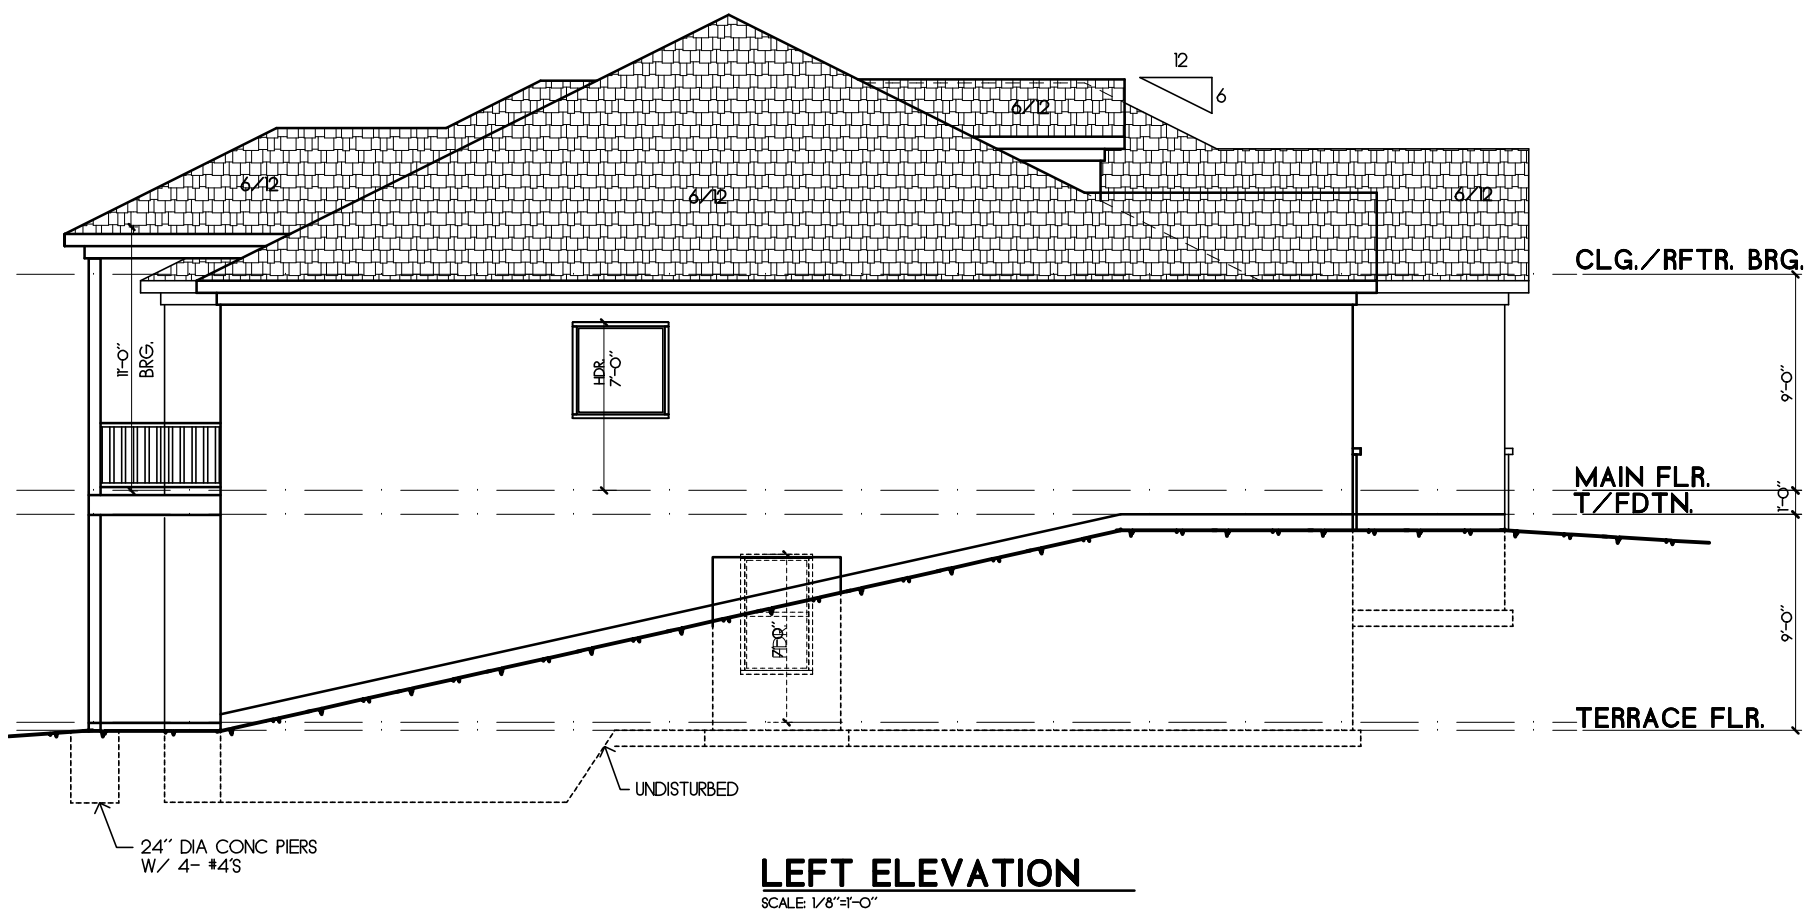 12
6
6/12
6/12
6/12
6/12
CLG./RFTR. BRG.
11'-0"
BRG.
HDR.
7'-0"
9'-0"
MAIN FLR.
T/FDTN.
1'-0"
7'-0"
9'-0"
TERRACE FLR.
UNDISTURBED
24" DIA CONC PIERS
W/ 4- #4'S
LEFT ELEVATION
SCALE: 1/8"=1'-0"